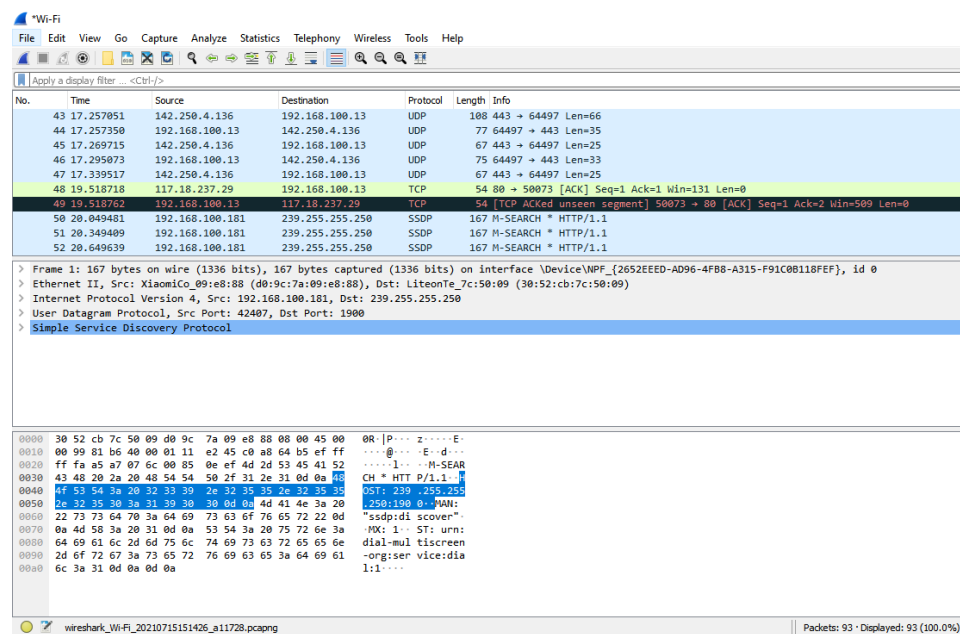 *Wi-Fi
File Edit View Go Capture Analyze Statistics Telephony Wireless Tools Help
Apply a display filter ... <Ctrl-/>
No. Time Source Destination Protocol Length Info
43 17.257051 142.250.4.136 192.168.100.13 UDP 108 443 → 64497 Len=66
44 17.257350 192.168.100.13 142.250.4.136 UDP 77 64497 → 443 Len=35
45 17.269715 142.250.4.136 192.168.100.13 UDP 67 443 → 64497 Len=25
46 17.295073 192.168.100.13 142.250.4.136 UDP 75 64497 → 443 Len=33
47 17.339517 142.250.4.136 192.168.100.13 UDP 67 443 → 64497 Len=25
48 19.518718 117.18.237.29 192.168.100.13 TCP 54 80 → 50073 [ACK] Seq=1 Ack=1 Win=131 Len=0
49 19.518762 192.168.100.13 117.18.237.29 TCP 54 [TCP ACKed unseen segment] 50073 → 80 [ACK] Seq=1 Ack=2 Win=509 Len=0
50 20.049481 192.168.100.181 239.255.255.250 SSDP 167 M-SEARCH * HTTP/1.1
51 20.349409 192.168.100.181 239.255.255.250 SSDP 167 M-SEARCH * HTTP/1.1
52 20.649639 192.168.100.181 239.255.255.250 SSDP 167 M-SEARCH * HTTP/1.1
> Frame 1: 167 bytes on wire (1336 bits), 167 bytes captured (1336 bits) on interface \Device\NPF_{2652EEED-AD96-4FB8-A315-F91C0B118FEF}, id 0
> Ethernet II, Src: XiaomiCo_09:e8:88 (d0:9c:7a:09:e8:88), Dst: LiteonTe_7c:50:09 (30:52:cb:7c:50:09)
> Internet Protocol Version 4, Src: 192.168.100.181, Dst: 239.255.255.250
> User Datagram Protocol, Src Port: 42407, Dst Port: 1900
> Simple Service Discovery Protocol
0000 30 52 cb 7c 50 09 d0 9c 7a 09 e8 88 08 00 45 00 0R·|P··· z·····E·
0010 00 99 81 b6 40 00 01 11 e2 45 c0 a8 64 b5 ef ff ····@··· ·E··d···
0020 ff fa a5 a7 07 6c 00 85 0e ef 4d 2d 53 45 41 52 ·····l·· ··M-SEAR
0030 43 48 20 2a 20 48 54 54 50 2f 31 2e 31 0d 0a 48 CH * HTT P/1.1··H
0040 4f 53 54 3a 20 32 33 39 2e 32 35 35 2e 32 35 35 OST: 239 .255.255
0050 2e 32 35 30 3a 31 39 30 30 0d 0a 4d 41 4e 3a 20 .250:190 0··MAN:
0060 22 73 73 64 70 3a 64 69 73 63 6f 76 65 72 22 0d "ssdp:di scover"·
0070 0a 4d 58 3a 20 31 0d 0a 53 54 3a 20 75 72 6e 3a ·MX: 1·· ST: urn:
0080 64 69 61 6c 2d 6d 75 6c 74 69 73 63 72 65 65 6e dial-mul tiscreen
0090 2d 6f 72 67 3a 73 65 72 76 69 63 65 3a 64 69 61 -org:ser vice:dia
00a0 6c 3a 31 0d 0a 0d 0a l:1····
wireshark_Wi-Fi_20210715151426_a11728.pcapng Packets: 93 · Displayed: 93 (100.0%)